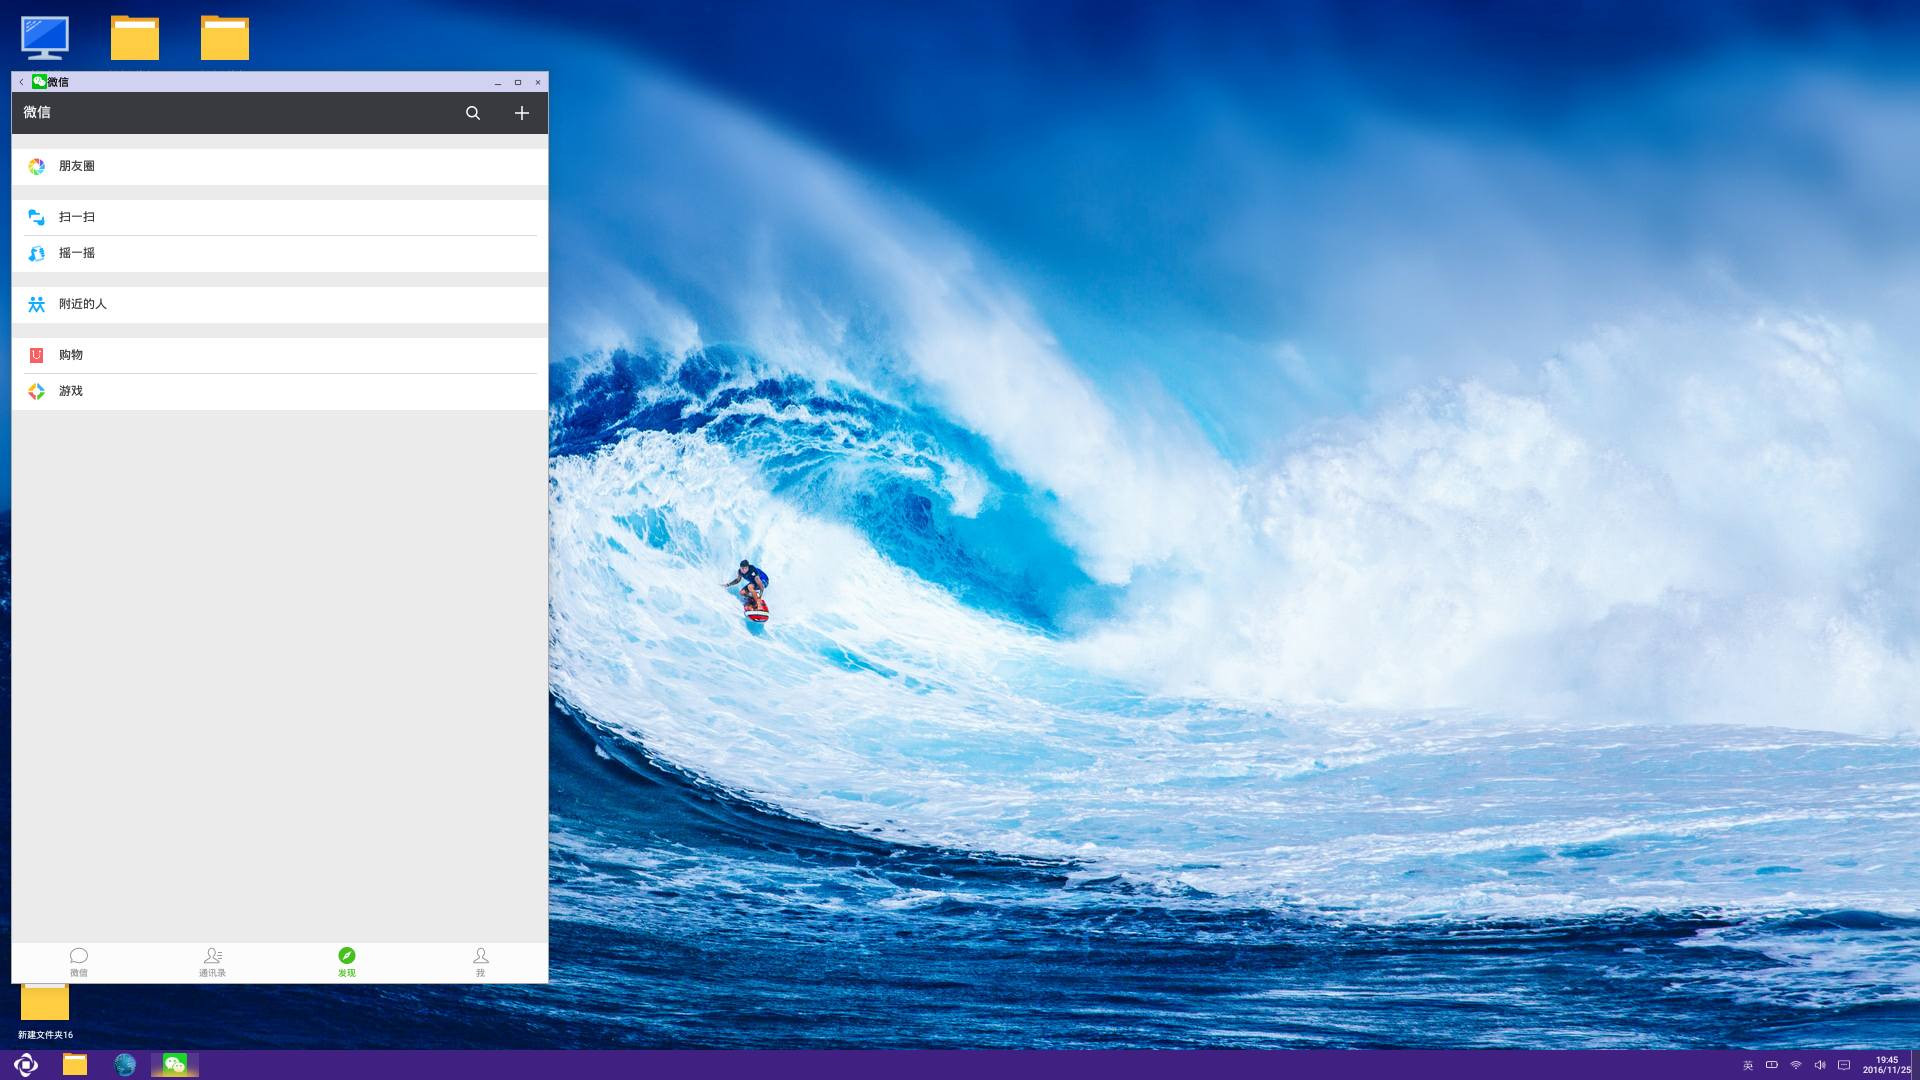 微信
微信
朋友圈
扫一扫
摇一摇
附近的人
购物
游戏
微信
通讯录
发现
我
新建文件夹16
英
19:45
2016/11/25